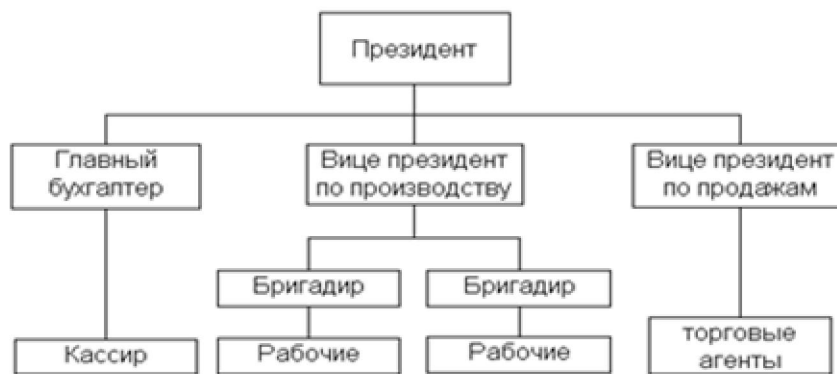 Президент
Главный
бухгалтер
Вице президент
по производству
Вице президент
по продажам
Бригадир
Бригадир
Кассир
Рабочие
Рабочие
торговые
агенты